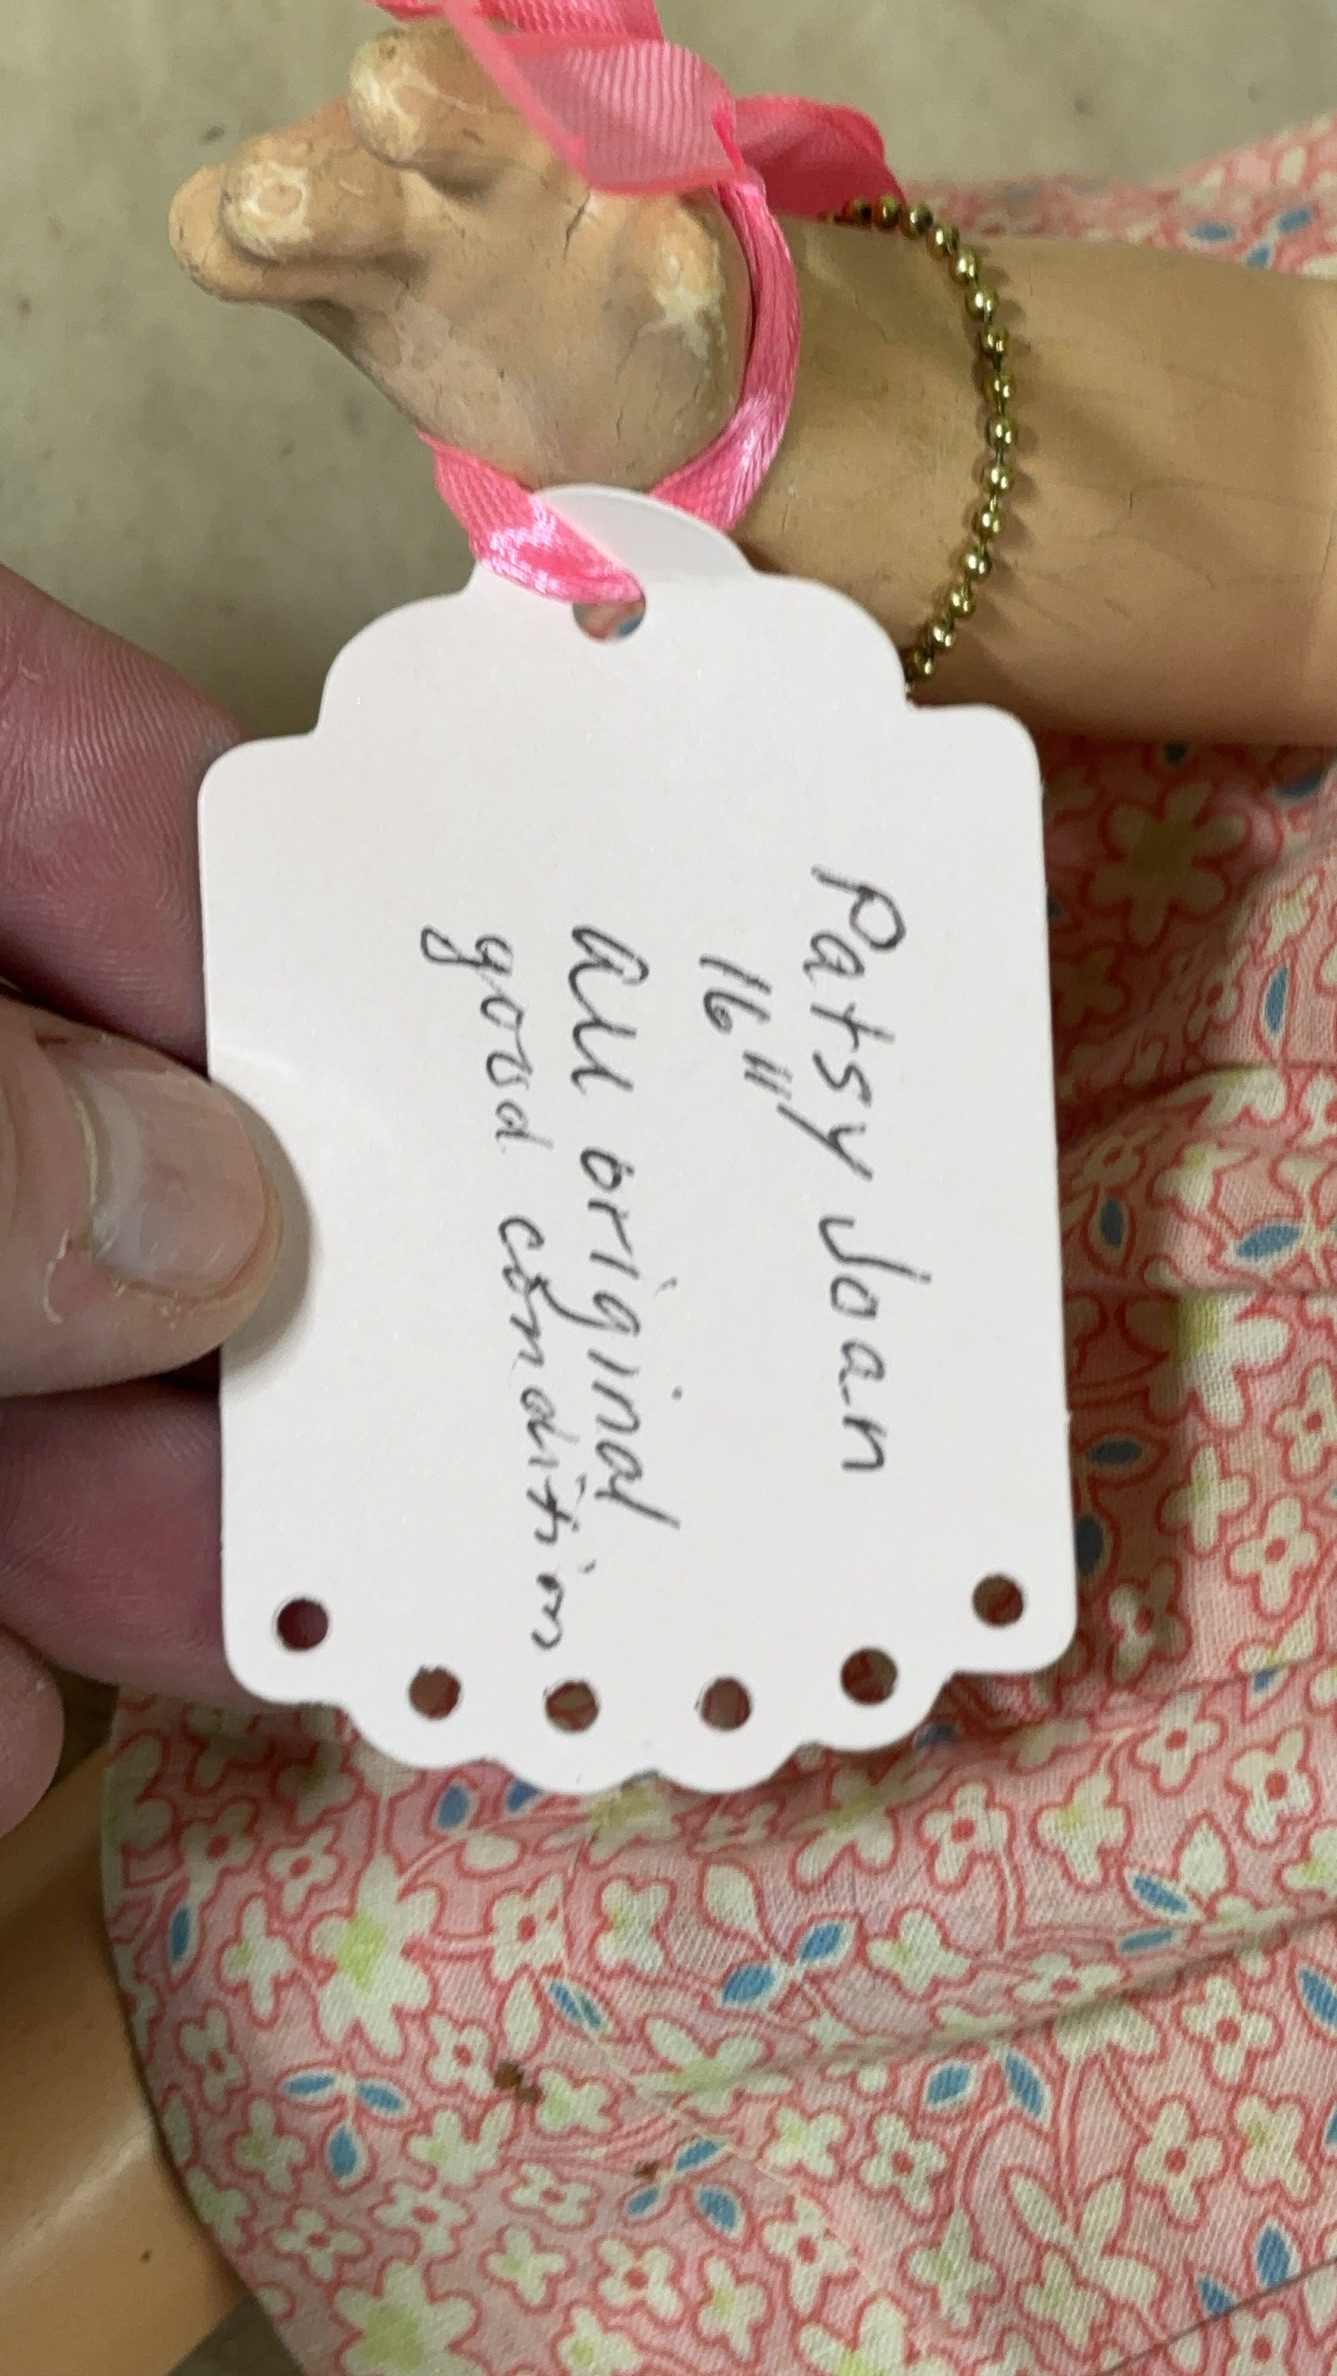 Patsy Joan
16"
All original
good condition